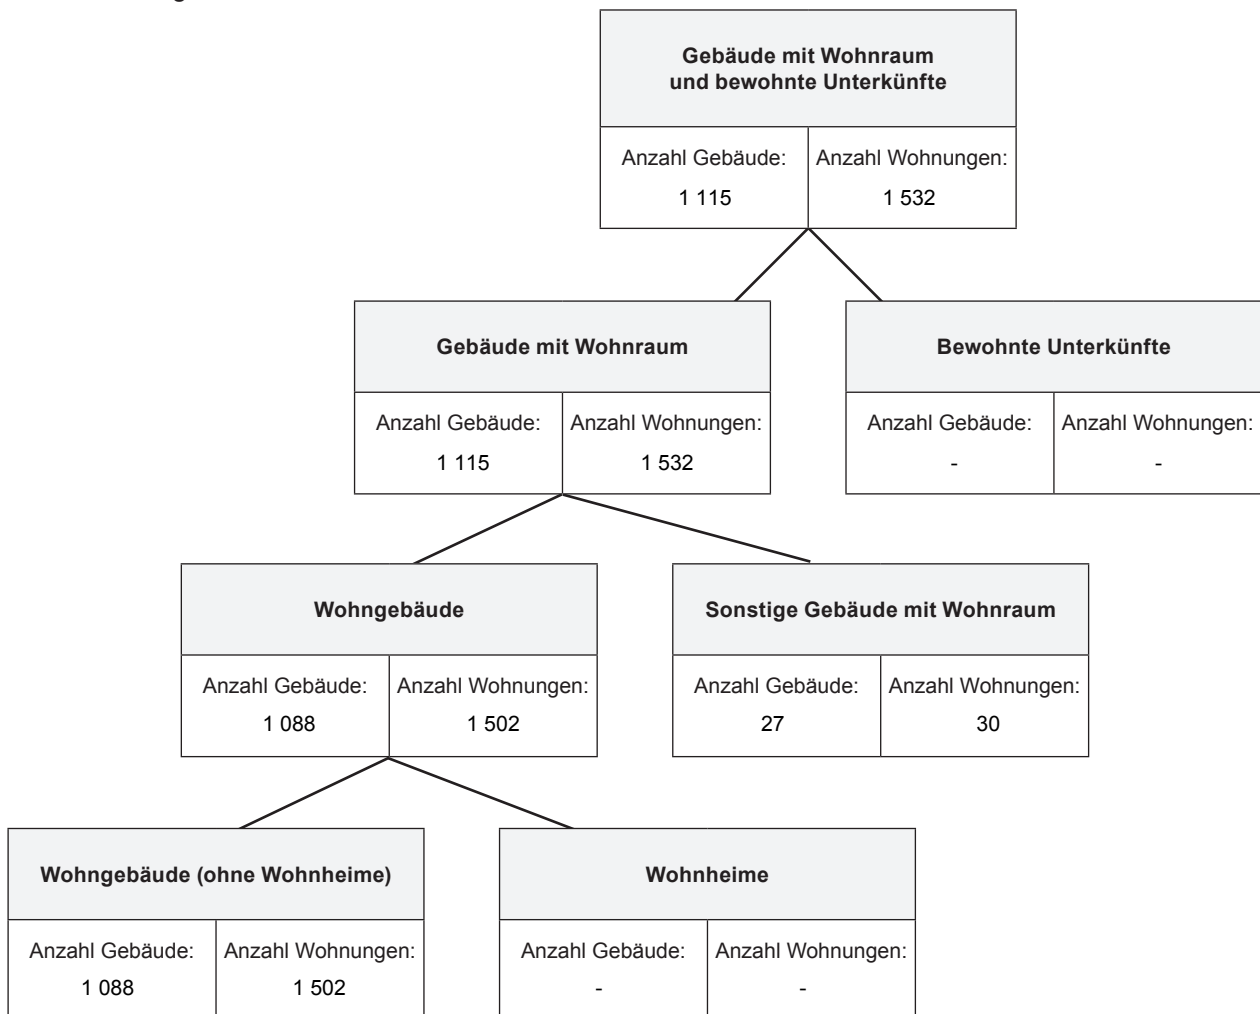 Gebäude mit Wohnraum
und bewohnte Unterkünfte
Anzahl Gebäude: Anzahl Wohnungen:
1 115 1 532
Gebäude mit Wohnraum Bewohnte Unterkünfte
Anzahl Gebäude: Anzahl Wohnungen: Anzahl Gebäude: Anzahl Wohnungen:
1 115 1 532 - -
Wohngebäude Sonstige Gebäude mit Wohnraum
Anzahl Gebäude: Anzahl Wohnungen: Anzahl Gebäude: Anzahl Wohnungen:
1 088 1 502 27 30
Wohngebäude (ohne Wohnheime) Wohnheime
Anzahl Gebäude: Anzahl Wohnungen: Anzahl Gebäude: Anzahl Wohnungen:
1 088 1 502 - -